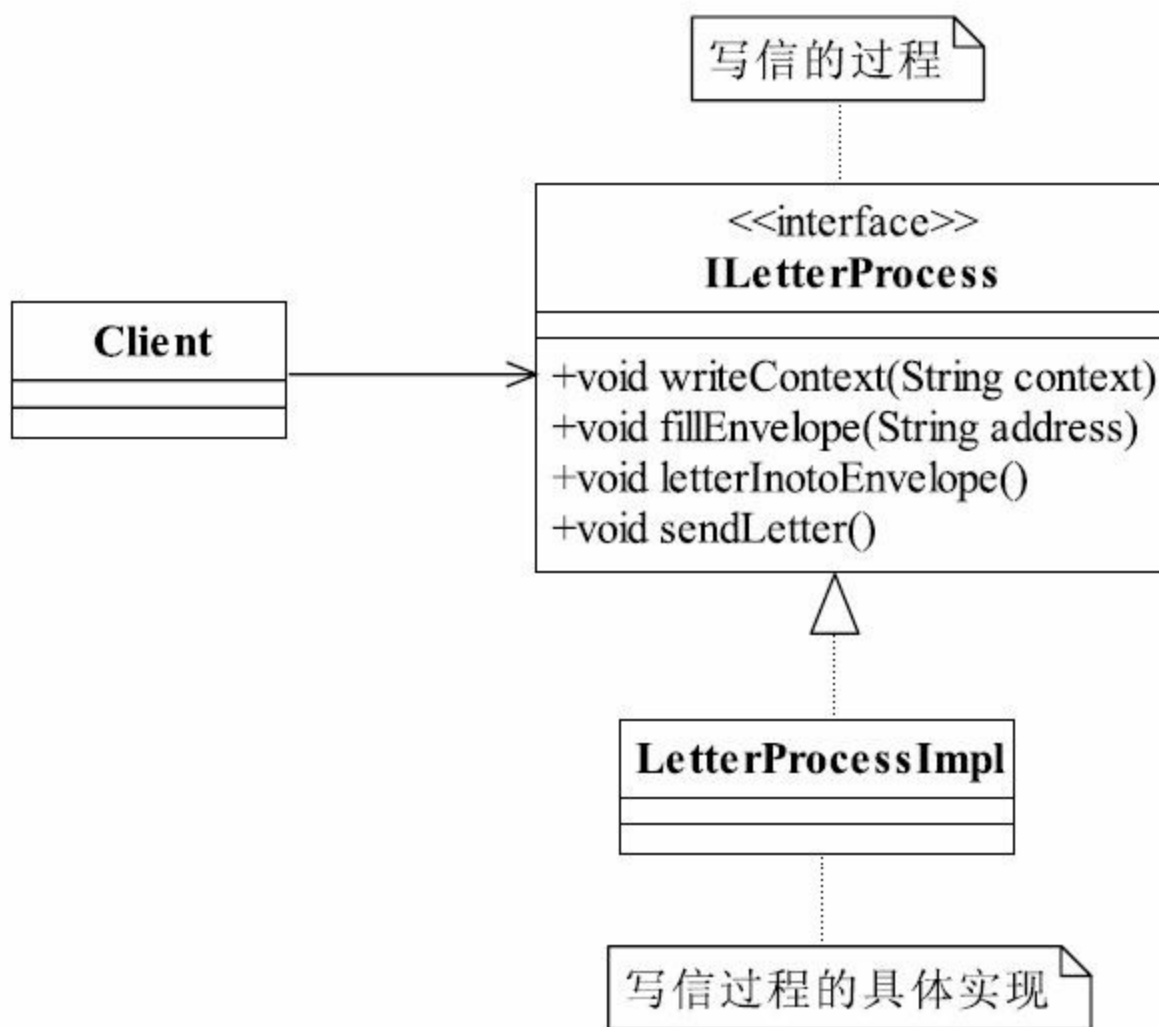 写信的过程
<<interface>>
ILetterProcess
Client
+void writeContext(String context)
+void fillEnvelope(String address)
+void letterInotoEnvelope()
+void sendLetter()
LetterProcessImpl
写信过程的具体实现